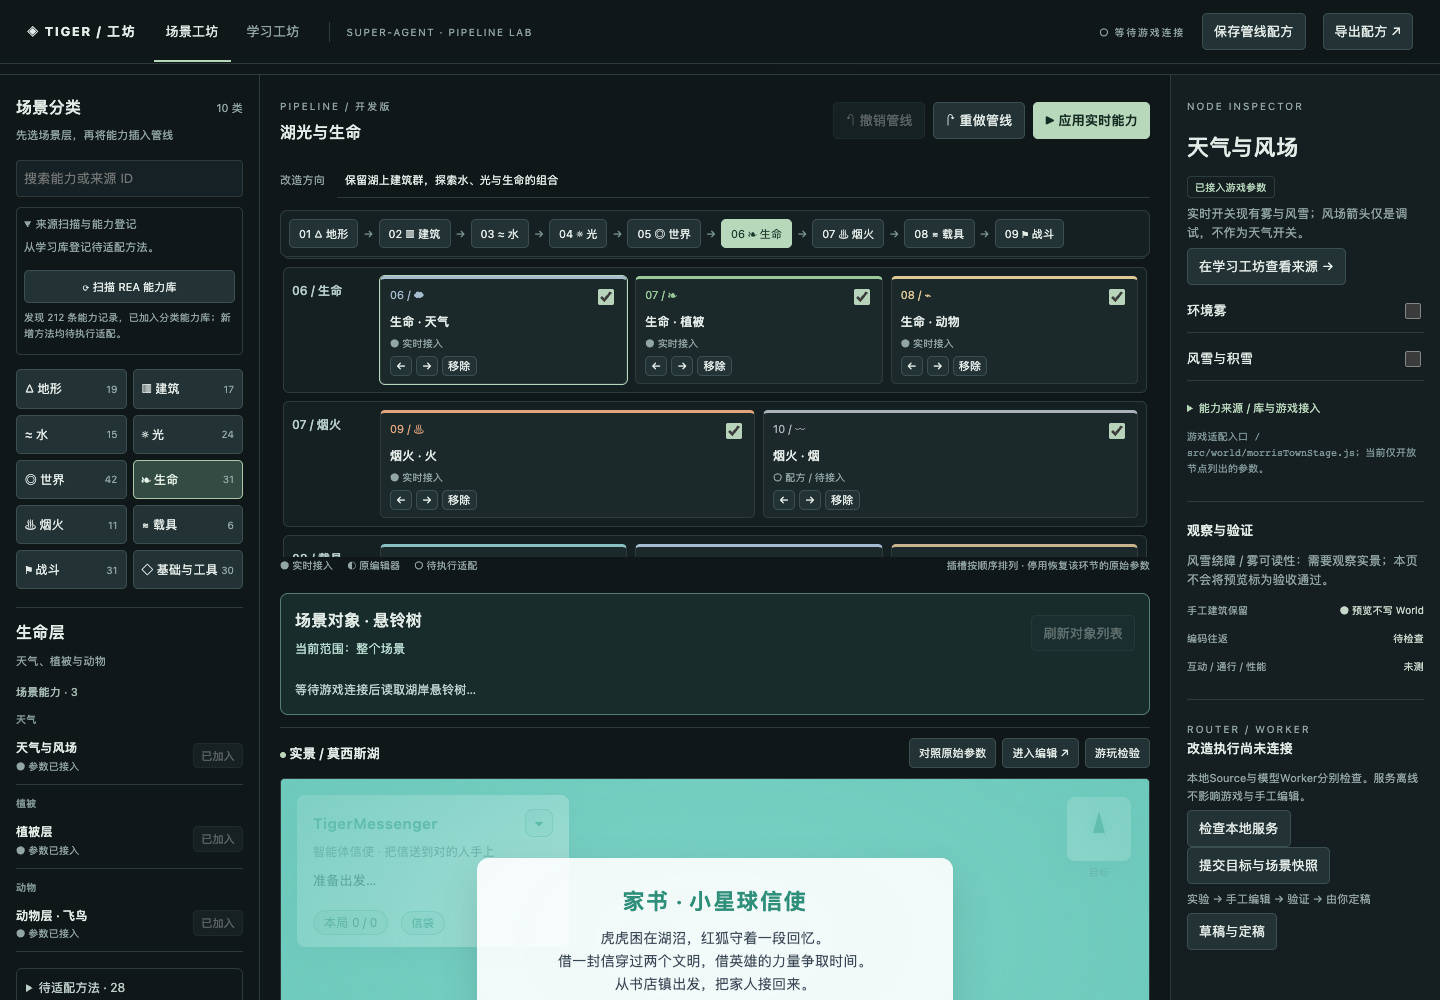 ◈ TIGER / 工坊
场景工坊
学习工坊
SUPER-AGENT · PIPELINE LAB
○ 等待游戏连接
保存管线配方
导出配方 ↗
场景分类
10 类
先选场景层，再将能力插入管线
搜索能力或来源 ID
▼ 来源扫描与能力登记
从学习库登记待适配方法。
⟳ 扫描 REA 能力库
发现 212 条能力记录，已加入分类能力库；新
增方法均待执行适配。
△ 地形 19
▥ 建筑 17
≈ 水 15
☀ 光 24
◎ 世界 42
❧ 生命 31
♨ 烟火 11
≋ 载具 6
⚑ 战斗 31
◇ 基础与工具 30
生命层
天气、植被与动物
场景能力 · 3
天气
天气与风场
● 参数已接入
已加入
植被
植被层
● 参数已接入
已加入
动物
动物层 · 飞鸟
● 参数已接入
已加入
▶ 待适配方法 · 28
PIPELINE / 开发版
湖光与生命
撤销管线
重做管线
▶ 应用实时能力
改造方向
保留湖上建筑群，探索水、光与生命的组合
01 △ 地形 → 02 ▥ 建筑 → 03 ≈ 水 → 04 ☀ 光 → 05 ◎ 世界 → 06 ❧ 生命 → 07 ♨ 烟火 → 08 ≋ 载具 → 09 ⚑ 战斗
06 / 生命
06 / ☁
生命 · 天气
● 实时接入
← → 移除
07 / ❧
生命 · 植被
● 实时接入
← → 移除
08 / ⌁
生命 · 动物
● 实时接入
← → 移除
07 / 烟火
09 / ♨
烟火 · 火
● 实时接入
← → 移除
10 / 〰
烟火 · 烟
○ 配方 / 待接入
← → 移除
08 / 载具
● 实时接入
◐ 原编辑器
○ 待执行适配
插槽按顺序排列 · 停用恢复该环节的原始参数
场景对象 · 悬铃树
当前范围：整个场景
刷新对象列表
等待游戏连接后读取湖岸悬铃树…
● 实景 / 莫西斯湖
对照原始参数
进入编辑 ↗
游玩检验
TigerMessenger
智能体信使 · 把信送到对的人手上
准备出发…
本局 0 / 0
信袋
目标
家书 · 小星球信使
虎虎困在湖沼，红狐守着一段回忆。
借一封信穿过两个文明，借英雄的力量争取时间。
从书店镇出发，把家人接回来。
NODE INSPECTOR
天气与风场
已接入游戏参数
实时开关现有雾与风雪；风场箭头仅是调
试，不作为天气开关。
在学习工坊查看来源 →
环境雾
风雪与积雪
▶ 能力来源 / 库与游戏接入
游戏适配入口 /
src/world/morrisTownStage.js；当前仅开放
节点列出的参数。
观察与验证
风雪绕障 / 雾可读性：需要观察实景；本页
不会将预览标为验收通过。
手工建筑保留
● 预览不写 World
编码往返
待检查
互动 / 通行 / 性能
未测
ROUTER / WORKER
改造执行尚未连接
本地Source与模型Worker分别检查。服务离线
不影响游戏与手工编辑。
检查本地服务
提交目标与场景快照
实验 → 手工编辑 → 验证 → 由你定稿
草稿与定稿